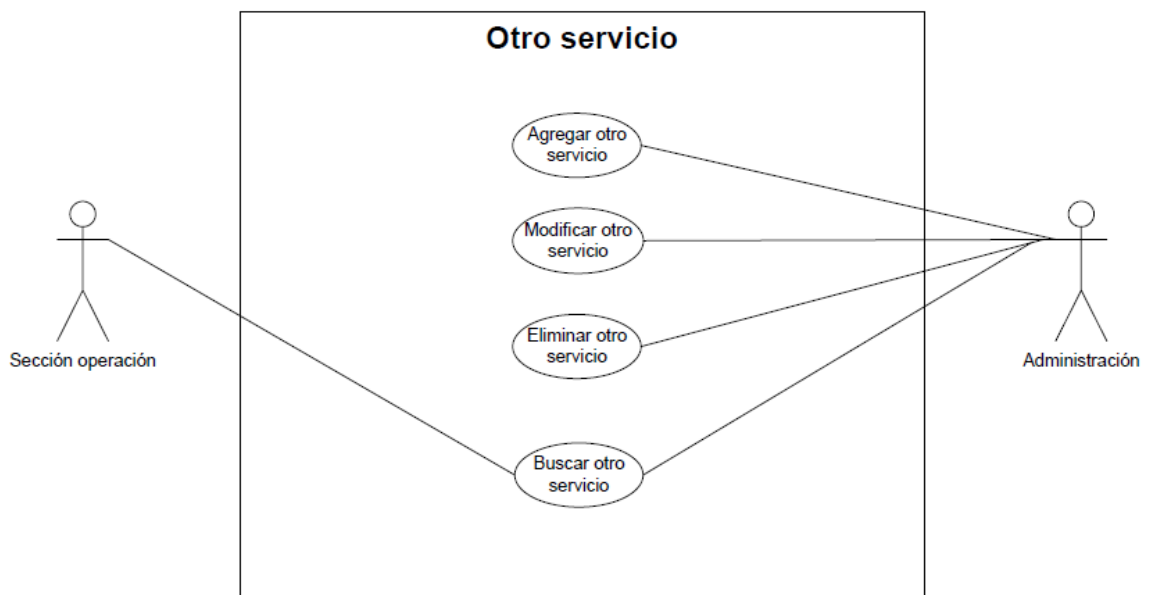 Otro servicio
Agregar otro
servicio
Modificar otro
servicio
Eliminar otro
servicio
Sección operación
Administración
Buscar otro
servicio